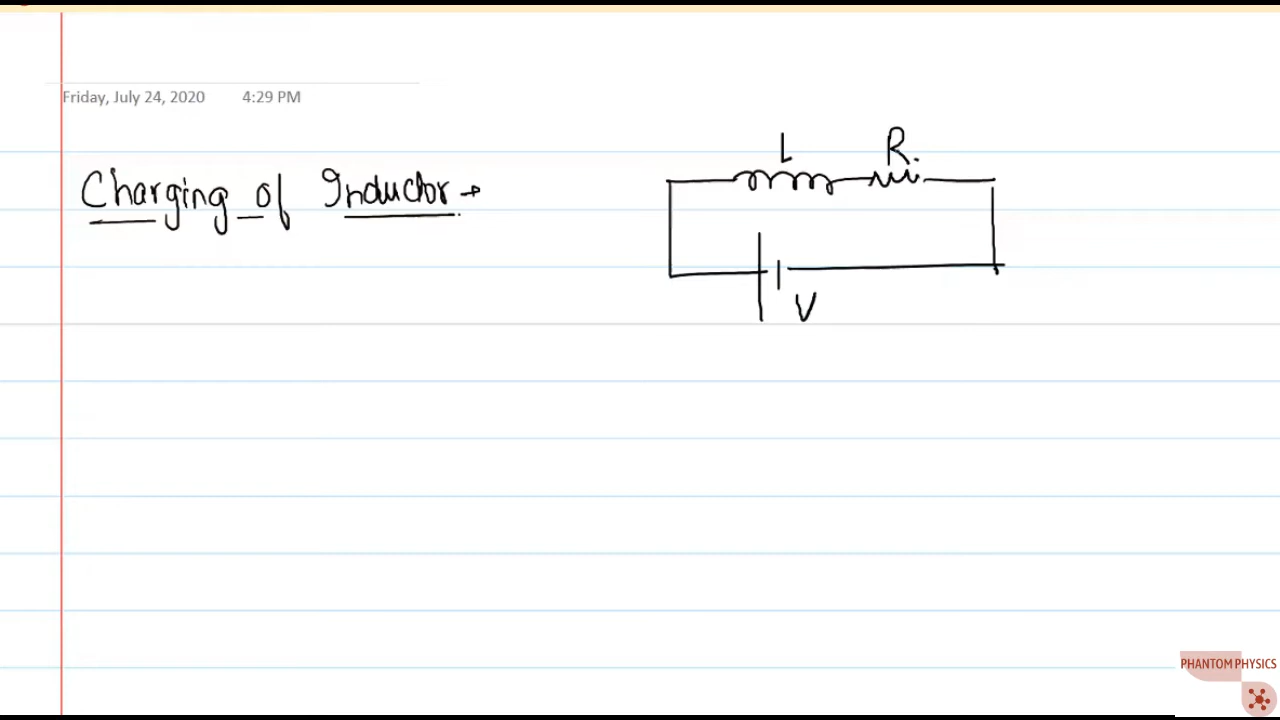 Friday, July 24, 2020 4:29 PM
Charging of Inductor →
L R.
V
PHANTOM PHYSICS